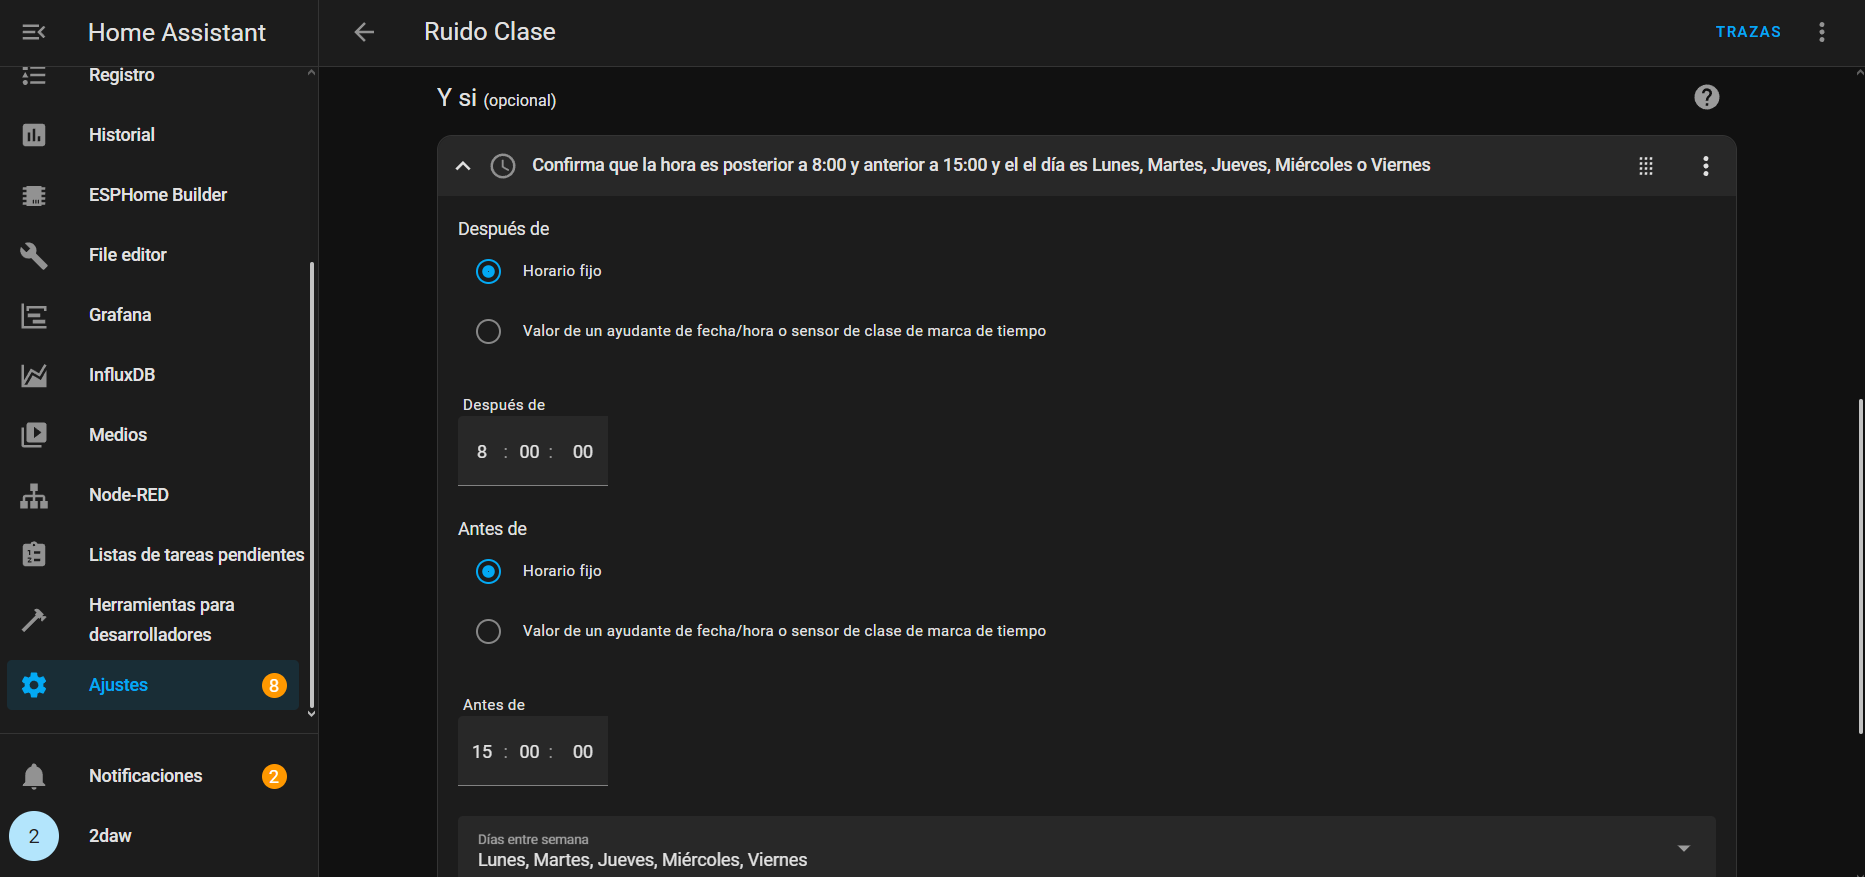 Home Assistant
Registro
Historial
ESPHome Builder
File editor
Grafana
InfluxDB
Medios
Node-RED
Listas de tareas pendientes
Herramientas para
desarrolladores
Ajustes 8
Notificaciones 2
2 2daw
Ruido Clase
TRAZAS
Y si (opcional)
Confirma que la hora es posterior a 8:00 y anterior a 15:00 y el el día es Lunes, Martes, Jueves, Miércoles o Viernes
Después de
Horario fijo
Valor de un ayudante de fecha/hora o sensor de clase de marca de tiempo
Después de
8 : 00 : 00
Antes de
Horario fijo
Valor de un ayudante de fecha/hora o sensor de clase de marca de tiempo
Antes de
15 : 00 : 00
Días entre semana
Lunes, Martes, Jueves, Miércoles, Viernes